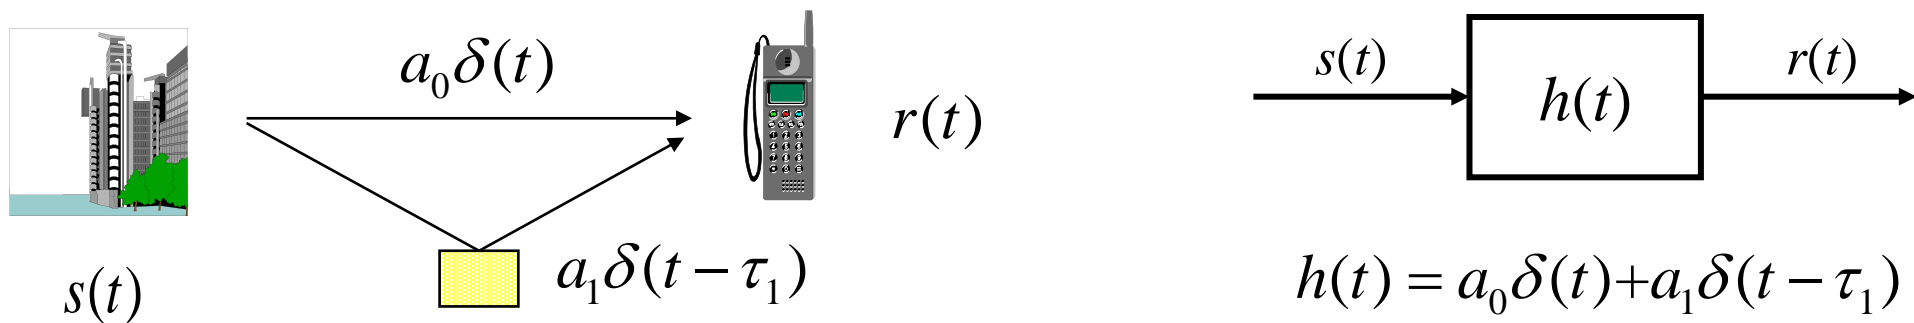 a₀δ(t)
r(t)
a₁δ(t − τ₁)
s(t)
s(t)
r(t)
h(t)
h(t) = a₀δ(t)+a₁δ(t − τ₁)